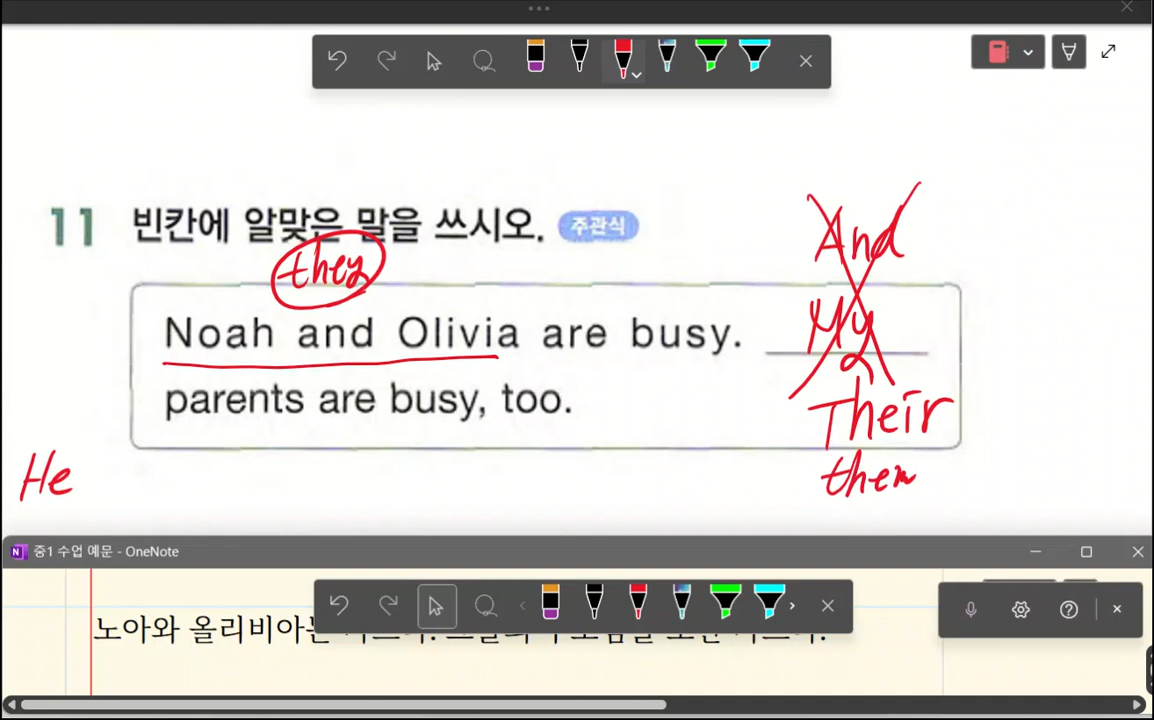 11 빈칸에 알맞은 말을 쓰시오. 주관식
And
they
My
Noah and Olivia are busy.
parents are busy, too.
Their
them
He
중1 수업 예문 - OneNote
노아와 올리비아는